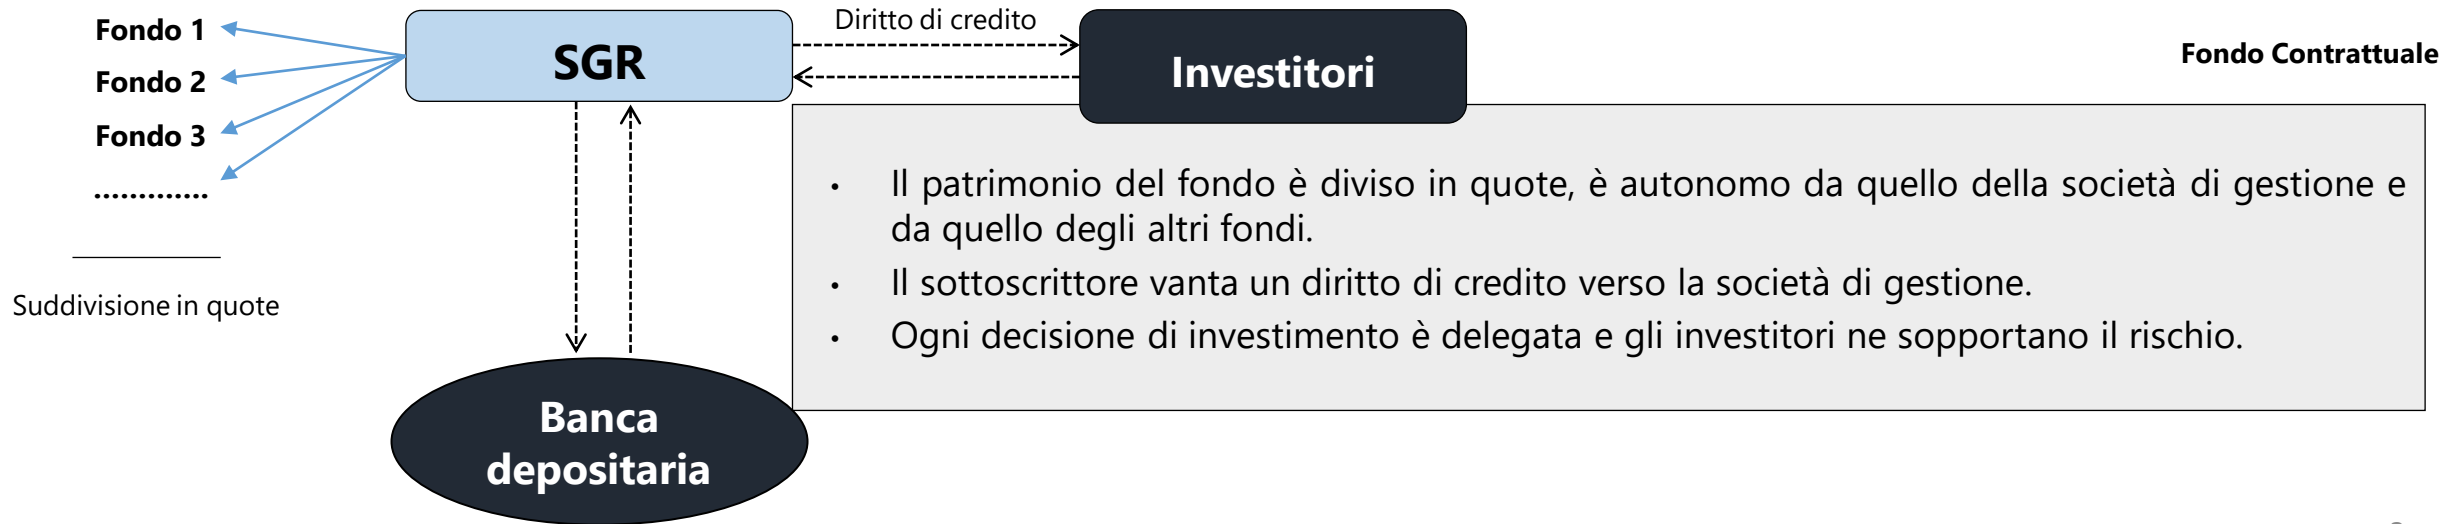 Fondo 1
Fondo 2
Fondo 3
.............
Suddivisione in quote
SGR
Diritto di credito
Investitori
Fondo Contrattuale
• Il patrimonio del fondo è diviso in quote, è autonomo da quello della società di gestione e
da quello degli altri fondi.
• Il sottoscrittore vanta un diritto di credito verso la società di gestione.
• Ogni decisione di investimento è delegata e gli investitori ne sopportano il rischio.
Banca
depositaria